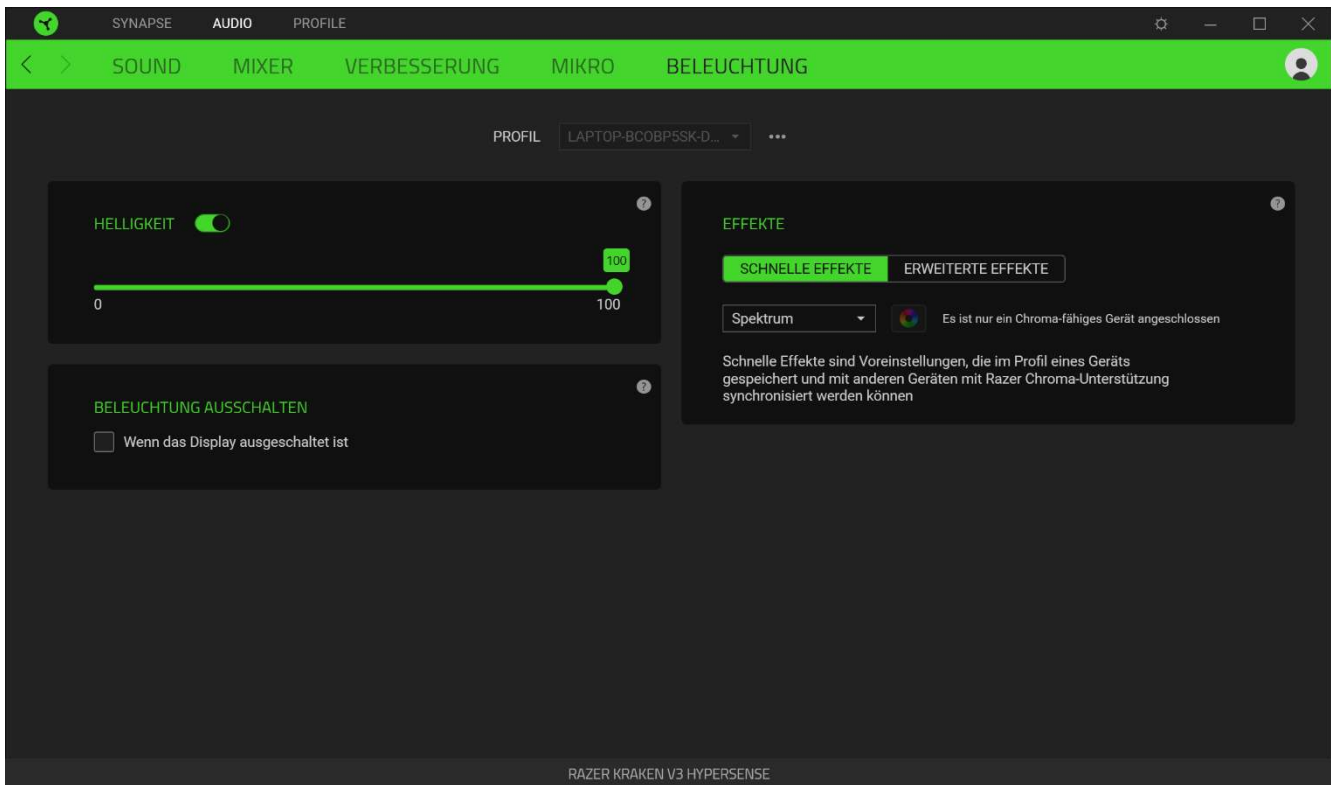 SYNAPSE AUDIO PROFILE
SOUND MIXER VERBESSERUNG MIKRO BELEUCHTUNG
PROFIL LAPTOP-BCOBP5SK-D...
HELLIGKEIT
100
0 100
BELEUCHTUNG AUSSCHALTEN
Wenn das Display ausgeschaltet ist
EFFEKTE
SCHNELLE EFFEKTE ERWEITERTE EFFEKTE
Spektrum Es ist nur ein Chroma-fähiges Gerät angeschlossen
Schnelle Effekte sind Voreinstellungen, die im Profil eines Geräts
gespeichert und mit anderen Geräten mit Razer Chroma-Unterstützung
synchronisiert werden können
RAZER KRAKEN V3 HYPERSENSE